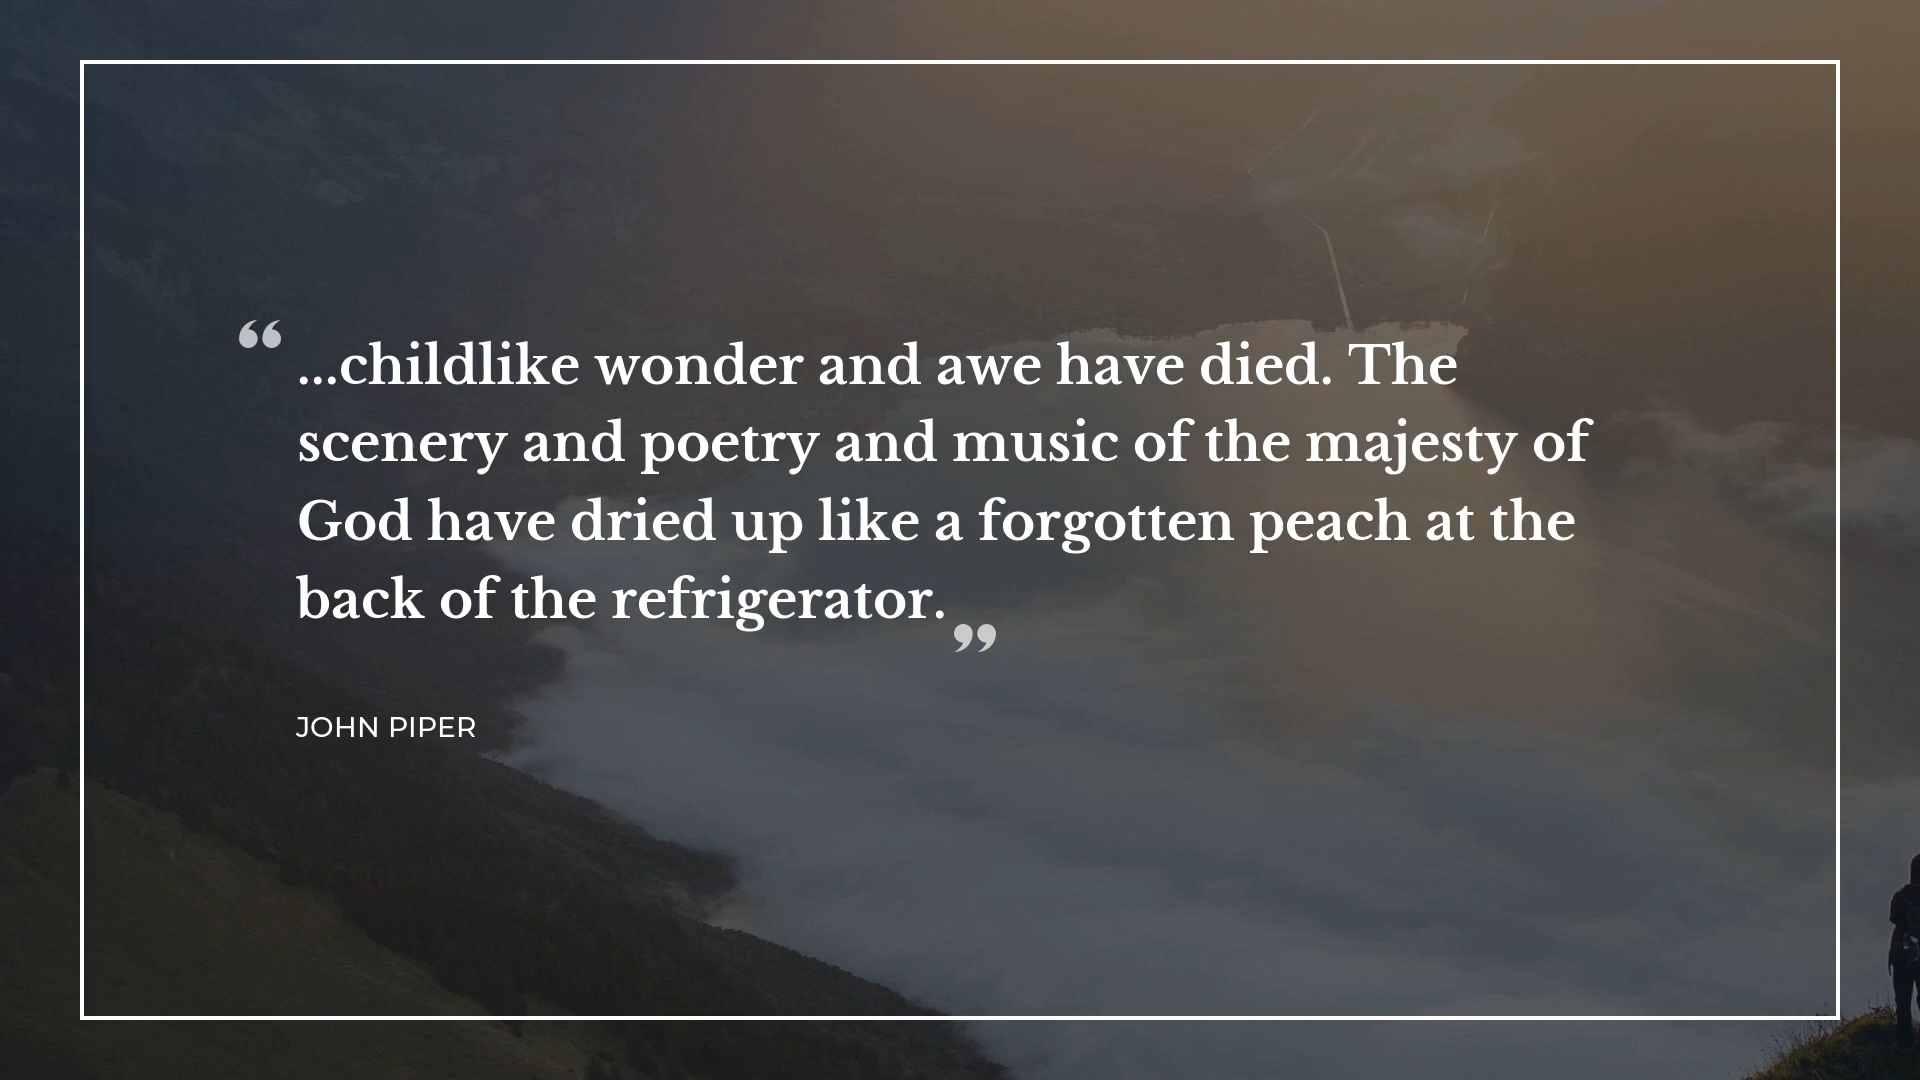 “ ...childlike wonder and awe have died. The
scenery and poetry and music of the majesty of
God have dried up like a forgotten peach at the
back of the refrigerator. ”
JOHN PIPER